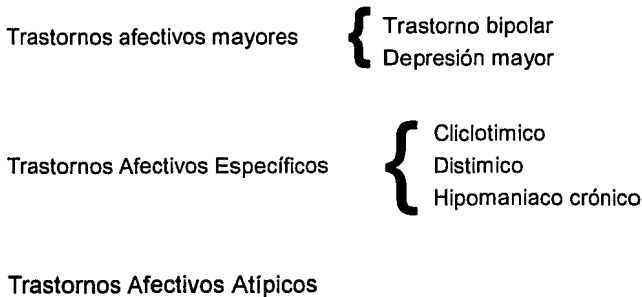 Trastornos afectivos mayores
Trastorno bipolar
Depresión mayor
Trastornos Afectivos Específicos
Cliclotimico
Distimico
Hipomaniaco crónico
Trastornos Afectivos Atípicos